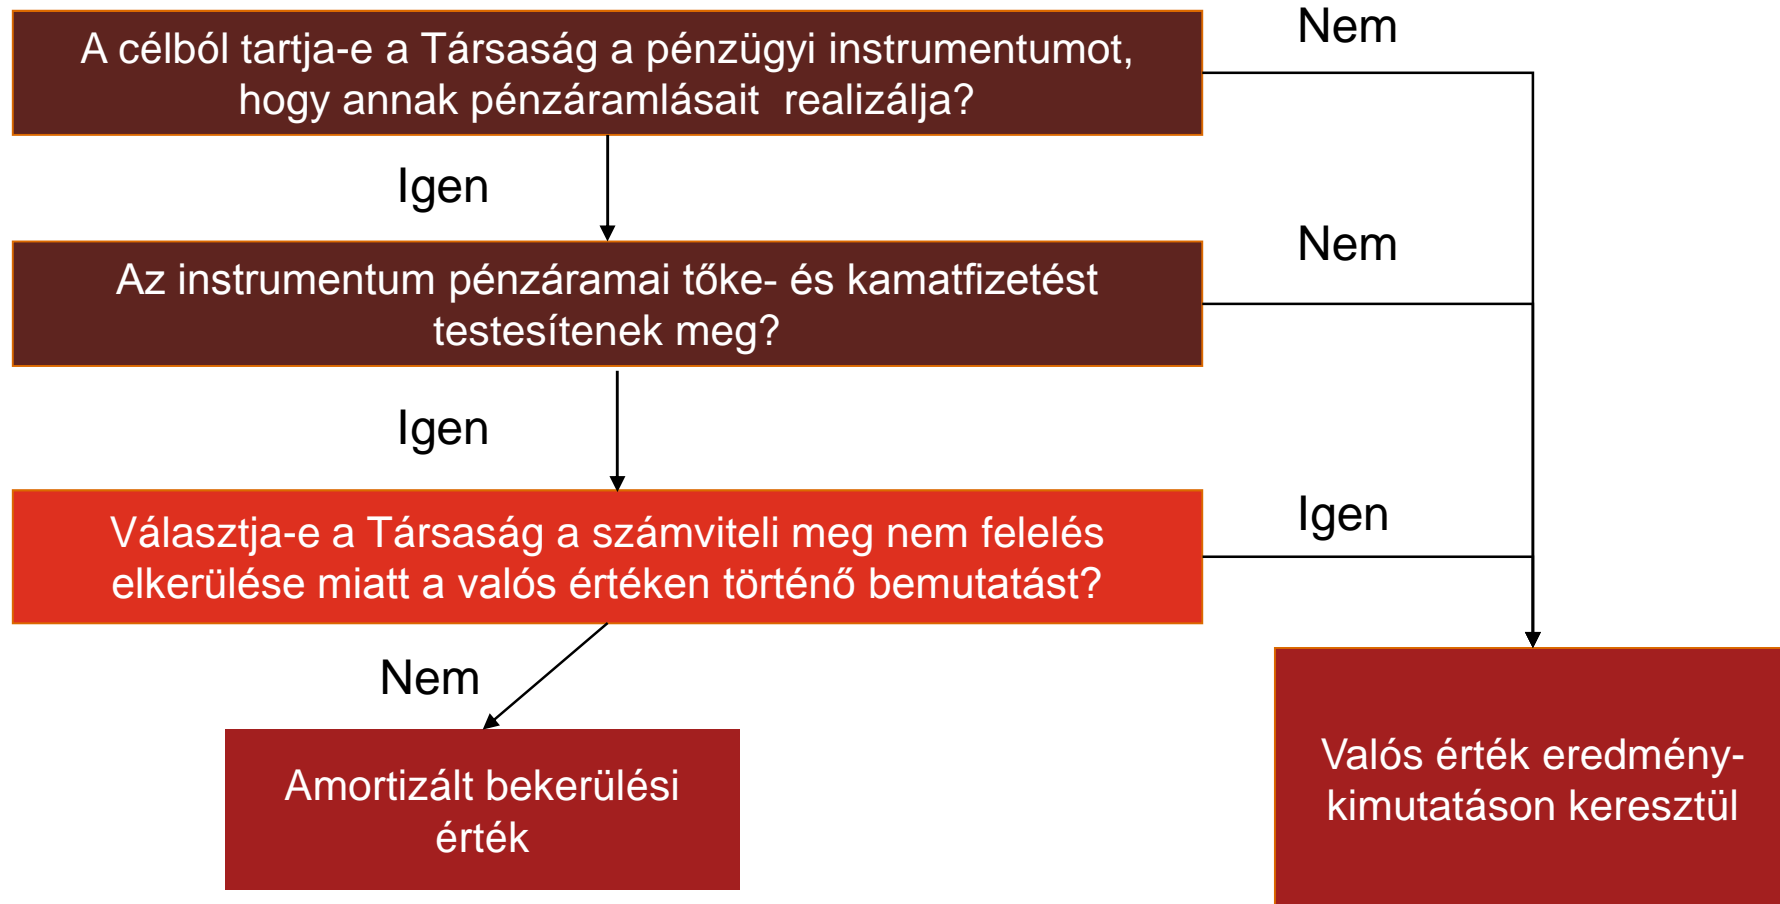 A célból tartja-e a Társaság a pénzügyi instrumentumot,
hogy annak pénzáramlásait  realizálja?
Nem
Igen
Az instrumentum pénzáramai tőke- és kamatfizetést
testesítenek meg?
Nem
Igen
Választja-e a Társaság a számviteli meg nem felelés
elkerülése miatt a valós értéken történő bemutatást?
Igen
Nem
Amortizált bekerülési
érték
Valós érték eredmény-
kimutatáson keresztül